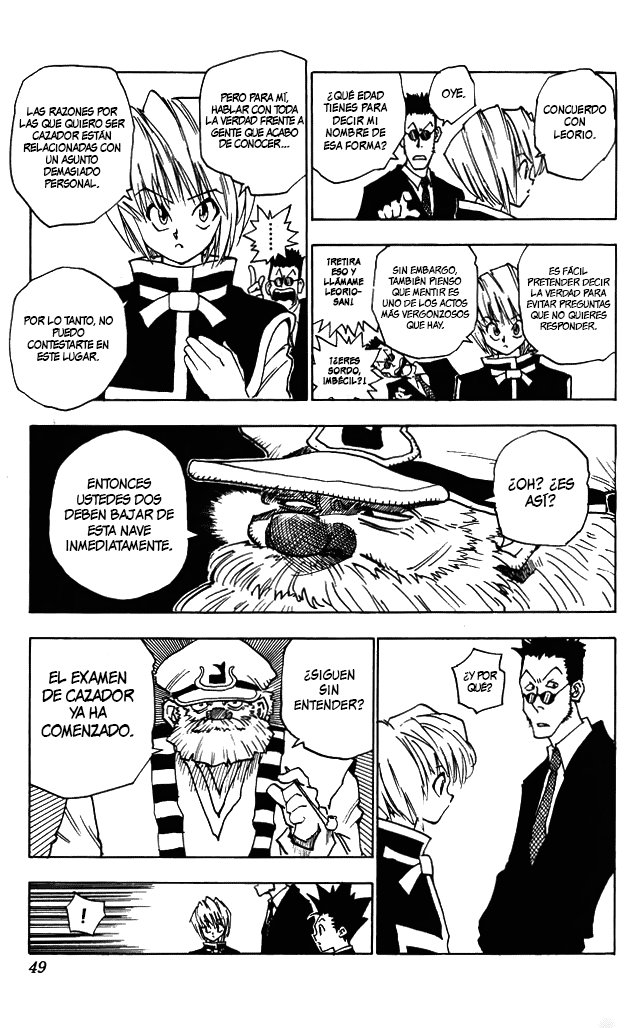 CONCUERDO
CON
LEORIO.
OYE.
¿QUÉ EDAD
TIENES PARA
DECIR MI
NOMBRE DE
ESA FORMA?
ES FÁCIL
PRETENDER DECIR
LA VERDAD PARA
EVITAR PREGUNTAS
QUE NO QUIERES
RESPONDER.
SIN EMBARGO,
TAMBIÉN PIENSO
QUE MENTIR ES
UNO DE LOS ACTOS
MÁS VERGONZOSOS
QUE HAY.
¡RETIRA
ESO Y
LLÁMAME
LEORIO-
SAN!
¡¿ERES
SORDO,
IMBÉCIL?!
PERO PARA MÍ,
HABLAR CON TODA
LA VERDAD FRENTE A
GENTE QUE ACABO
DE CONOCER...
LAS RAZONES POR
LAS QUE QUIERO SER
CAZADOR ESTÁN
RELACIONADAS CON
UN ASUNTO
DEMASIADO
PERSONAL.
POR LO TANTO, NO
PUEDO
CONTESTARTE EN
ESTE LUGAR.
¿OH? ¿ES
ASÍ?
ENTONCES
USTEDES DOS
DEBEN BAJAR DE
ESTA NAVE
INMEDIATAMENTE.
¿Y POR
QUÉ?
¿SIGUEN
SIN
ENTENDER?
EL EXAMEN
DE CAZADOR
YA HA
COMENZADO.
!
49